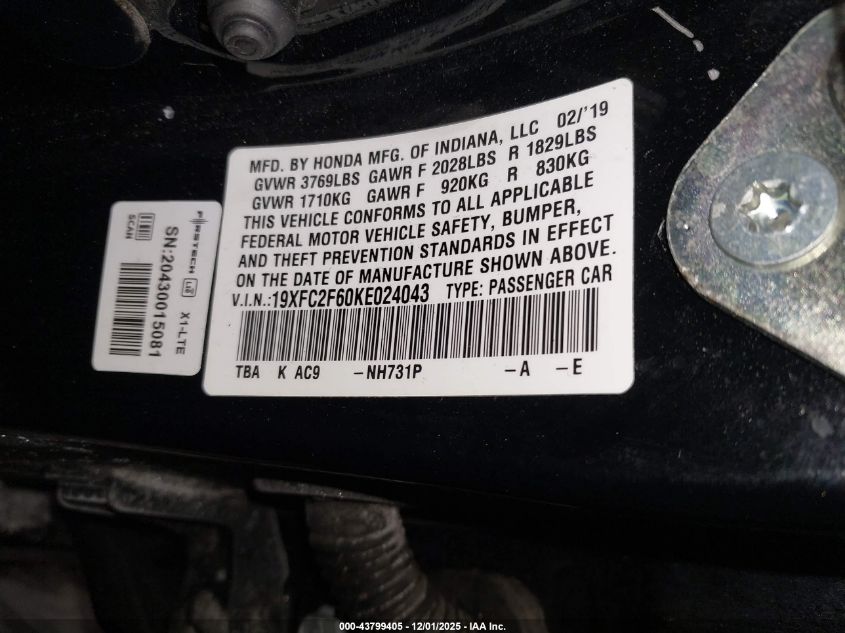 MFD. BY HONDA MFG. OF INDIANA, LLC 02/'19
GVWR 3769LBS GAWR F 2028LBS R 1829LBS
GVWR 1710KG GAWR F 920KG R 830KG
THIS VEHICLE CONFORMS TO ALL APPLICABLE
FEDERAL MOTOR VEHICLE SAFETY, BUMPER,
AND THEFT PREVENTION STANDARDS IN EFFECT
ON THE DATE OF MANUFACTURE SHOWN ABOVE.
V.I.N.:19XFC2F60KE024043 TYPE: PASSENGER CAR
TBA K AC9 -NH731P -A -E
FIRSTECH X1-LTE
SN:20430015081
SCAN
000-43799405 - 12/01/2025 - IAA Inc.